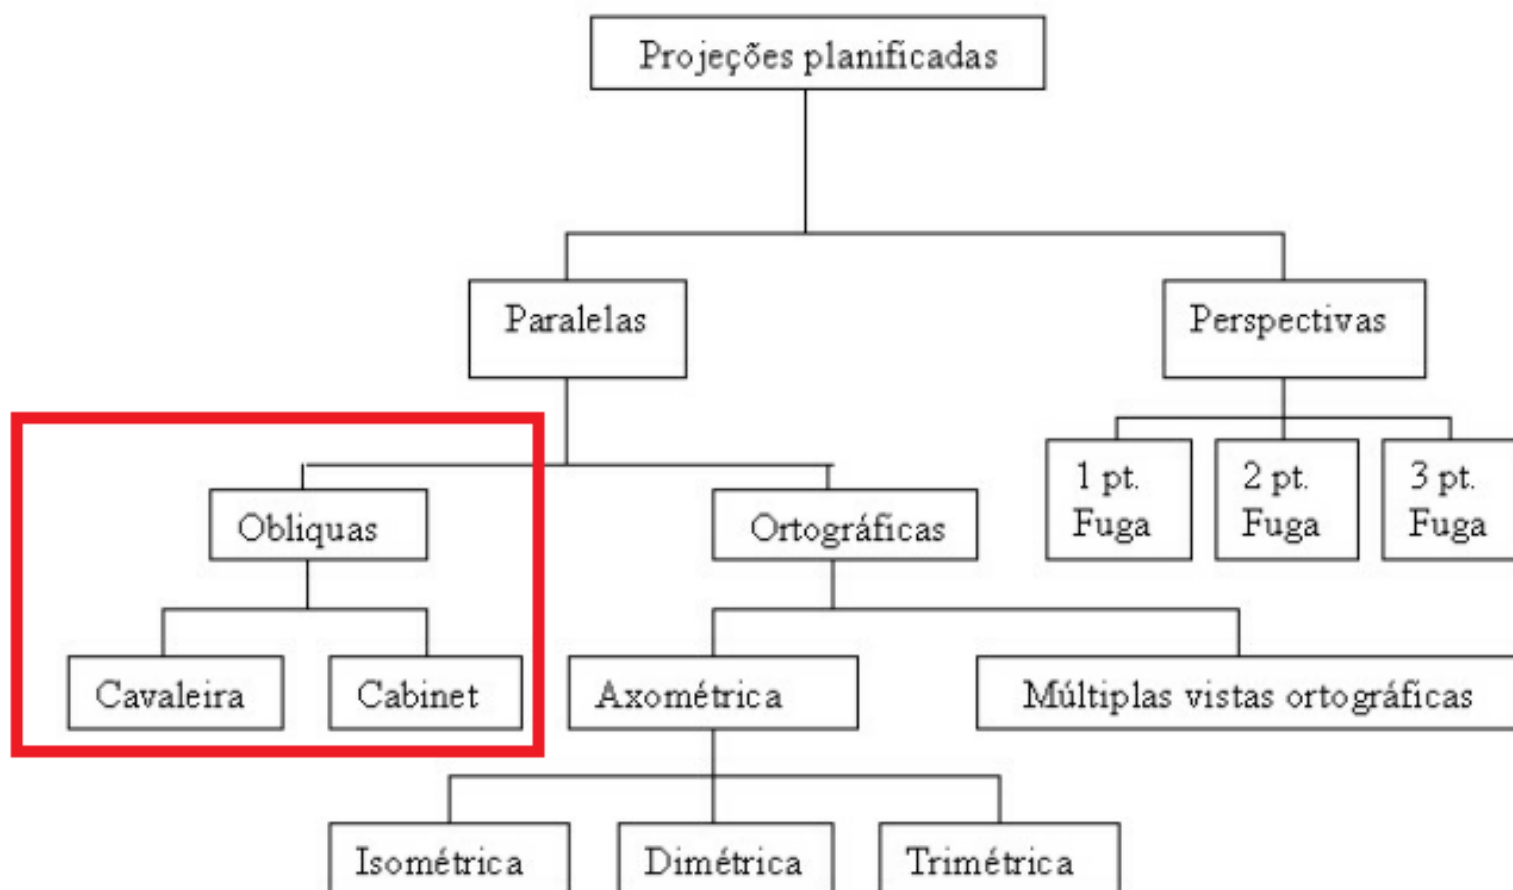 Projeções planificadas
Paralelas
Perspectivas
1 pt.
Fuga
2 pt.
Fuga
3 pt.
Fuga
Obliquas
Ortográficas
Cavaleira
Cabinet
Axométrica
Múltiplas vistas ortográficas
Isométrica
Dimétrica
Trimétrica